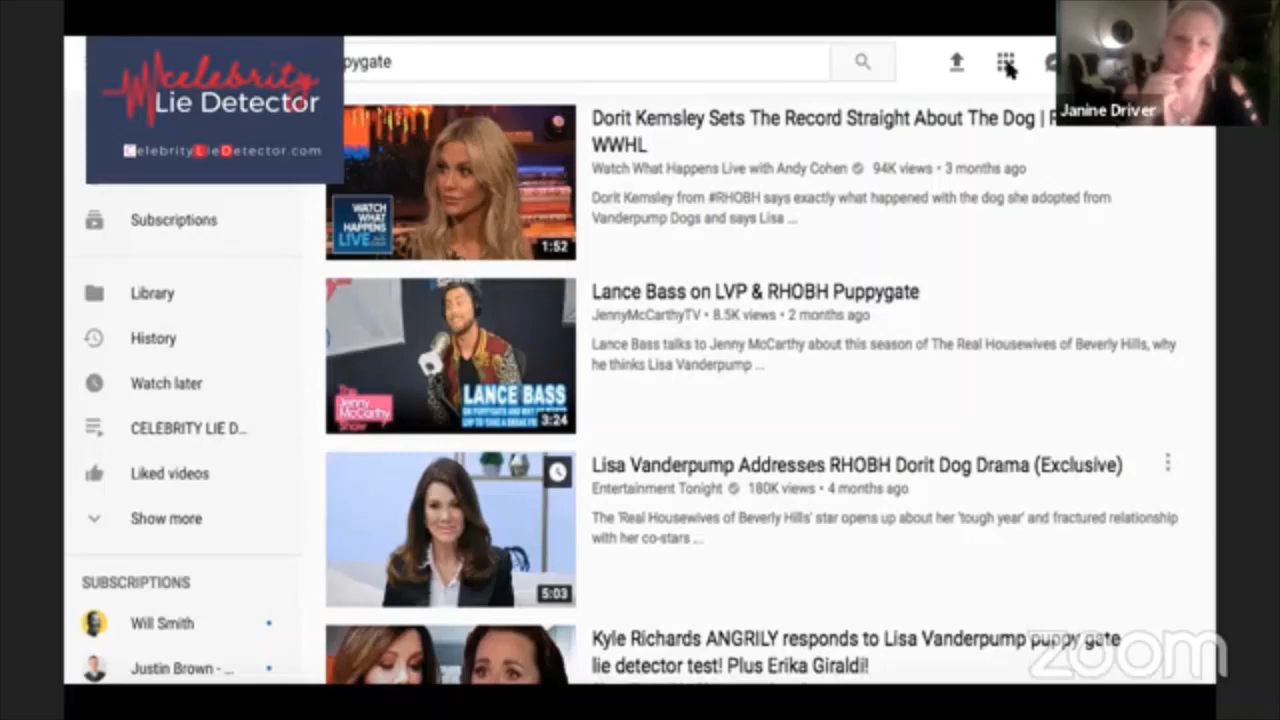 celebrity
Lie Detector
CelebrityLieDetector.com
pygate
Janine Driver
Dorit Kemsley Sets The Record Straight About The Dog |
WWHL
Watch What Happens Live with Andy Cohen 94K views • 3 months ago
Dorit Kemsley from #RHOBH says exactly what happened with the dog she adopted from
Vanderpump Dogs and says Lisa ...
WATCH
WHAT
HAPPENS
LIVE
1:52
Subscriptions
Library
History
Watch later
CELEBRITY LIE D...
Liked videos
Show more
SUBSCRIPTIONS
Will Smith
Justin Brown - ...
Lance Bass on LVP & RHOBH Puppygate
JennyMcCarthyTV • 8.5K views • 2 months ago
Lance Bass talks to Jenny McCarthy about this season of The Real Housewives of Beverly Hills, why
he thinks Lisa Vanderpump ...
The
Jenny
McCarthy
Show
LANCE BASS
3:24
Lisa Vanderpump Addresses RHOBH Dorit Dog Drama (Exclusive)
Entertainment Tonight 180K views • 4 months ago
The 'Real Housewives of Beverly Hills' star opens up about her 'tough year' and fractured relationship
with her co-stars ...
5:03
Kyle Richards ANGRILY responds to Lisa Vanderpump puppy gate
lie detector test! Plus Erika Giraldi!
zoom